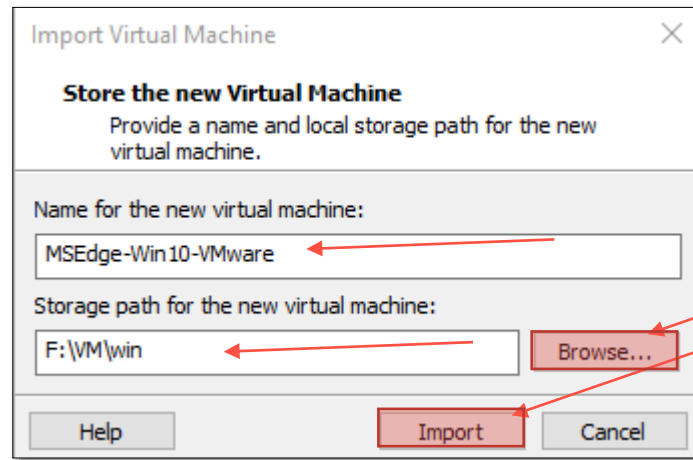 Import Virtual Machine
Store the new Virtual Machine
Provide a name and local storage path for the new
virtual machine.
Name for the new virtual machine:
MSEdge-Win10-VMware
Storage path for the new virtual machine:
F:\VM\win
Browse...
Help
Import
Cancel